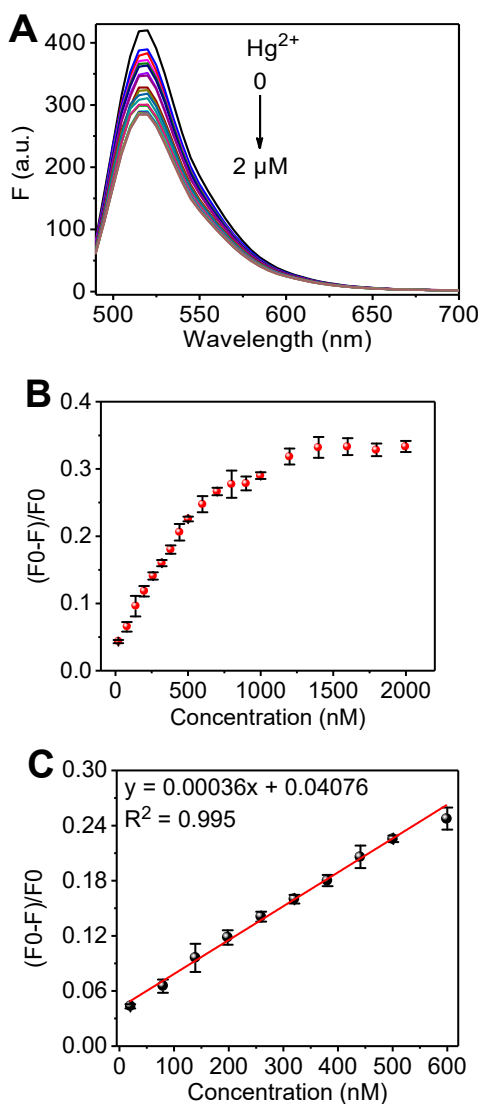 A
Hg2+
0
2 µM
F (a.u.)
400
300
200
100
0
500 550 600 650 700
Wavelength (nm)
B
(F0-F)/F0
0.4
0.3
0.2
0.1
0.0
0 500 1000 1500 2000
Concentration (nM)
C
y = 0.00036x + 0.04076
R2 = 0.995
(F0-F)/F0
0.30
0.24
0.18
0.12
0.06
0.00
0 100 200 300 400 500 600
Concentration (nM)